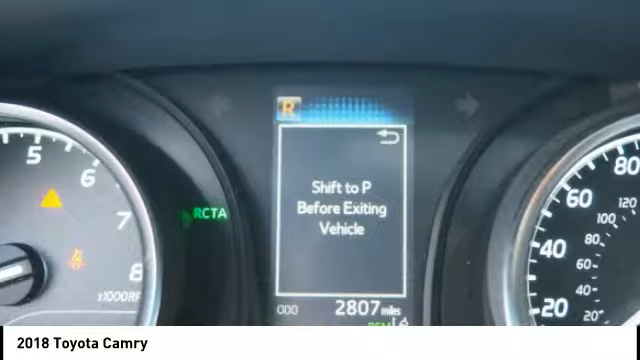 R
Shift to P
Before Exiting
Vehicle
RCTA
5
6
7
8
x1000RP
ODO 2807 miles
80
60
40
20
120
100
80
60
40
20
2018 Toyota Camry